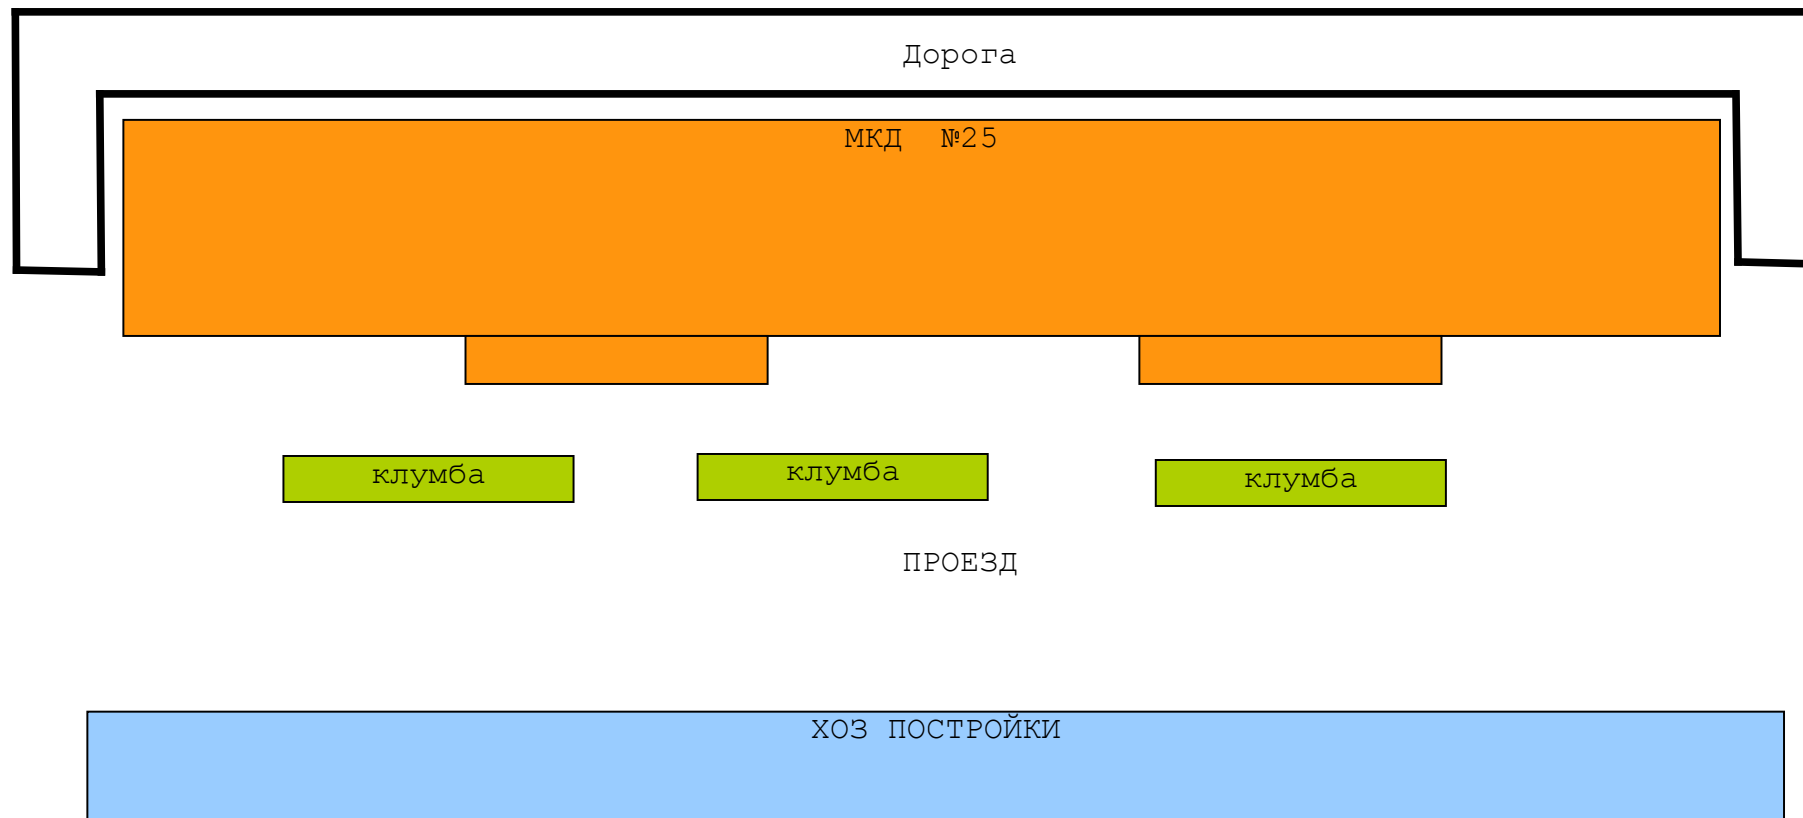 Дорога
МКД №25
клумба
клумба
клумба
ПРОЕЗД
ХОЗ ПОСТРОЙКИ